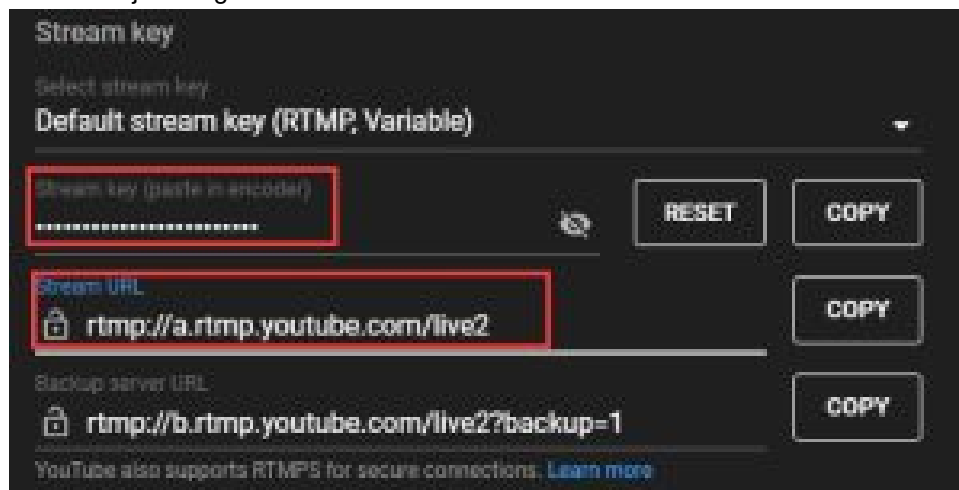 Stream key
Select stream key
Default stream key (RTMP, Variable)
Stream key (paste in encoder)
••••••••••••••••••••••••
RESET
COPY
Stream URL
rtmp://a.rtmp.youtube.com/live2
COPY
Backup server URL
rtmp://b.rtmp.youtube.com/live2?backup=1
COPY
YouTube also supports RTMPS for secure connections. Learn more